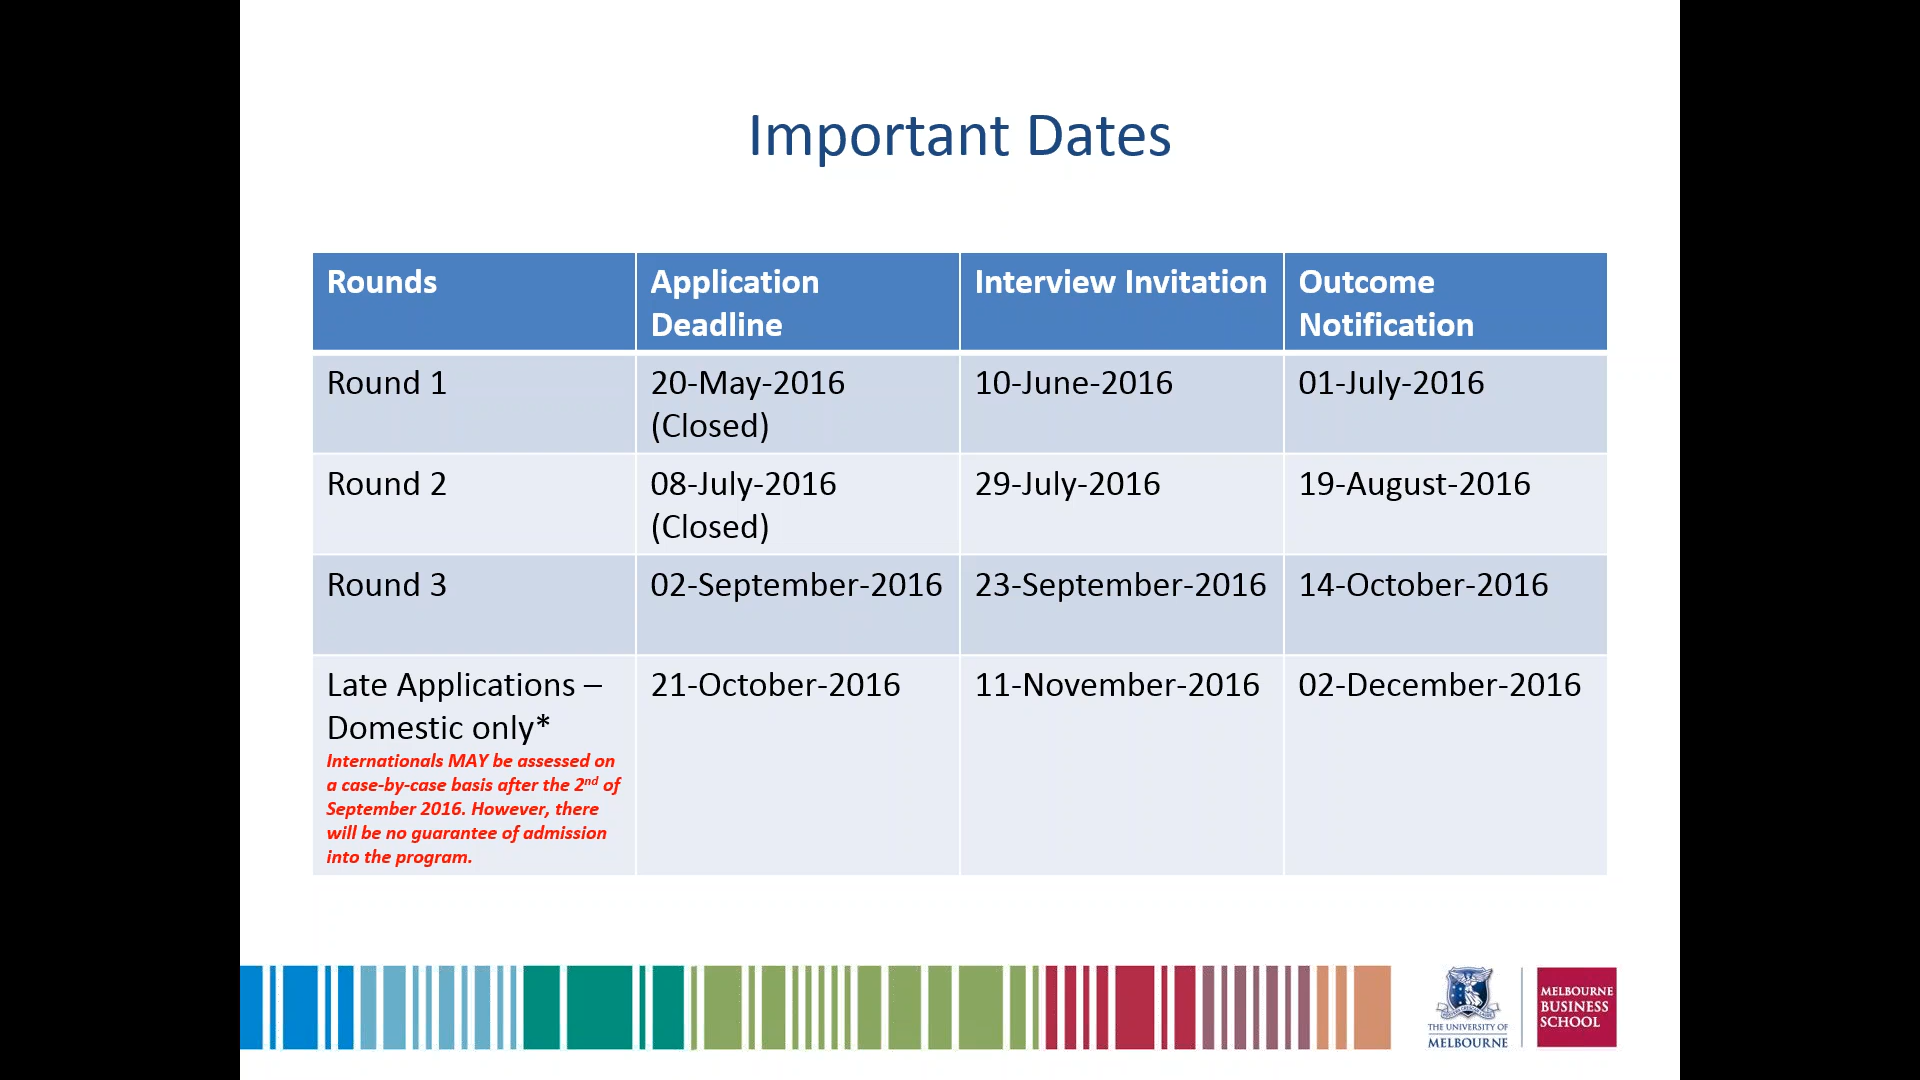 Important Dates
Rounds
Application
Deadline
Interview Invitation
Outcome
Notification
Round 1
20-May-2016
(Closed)
10-June-2016
01-July-2016
Round 2
08-July-2016
(Closed)
29-July-2016
19-August-2016
Round 3
02-September-2016
23-September-2016
14-October-2016
Late Applications –
Domestic only*
Internationals MAY be assessed on
a case-by-case basis after the 2nd of
September 2016. However, there
will be no guarantee of admission
into the program.
21-October-2016
11-November-2016
02-December-2016
THE UNIVERSITY OF
MELBOURNE
MELBOURNE
BUSINESS
SCHOOL